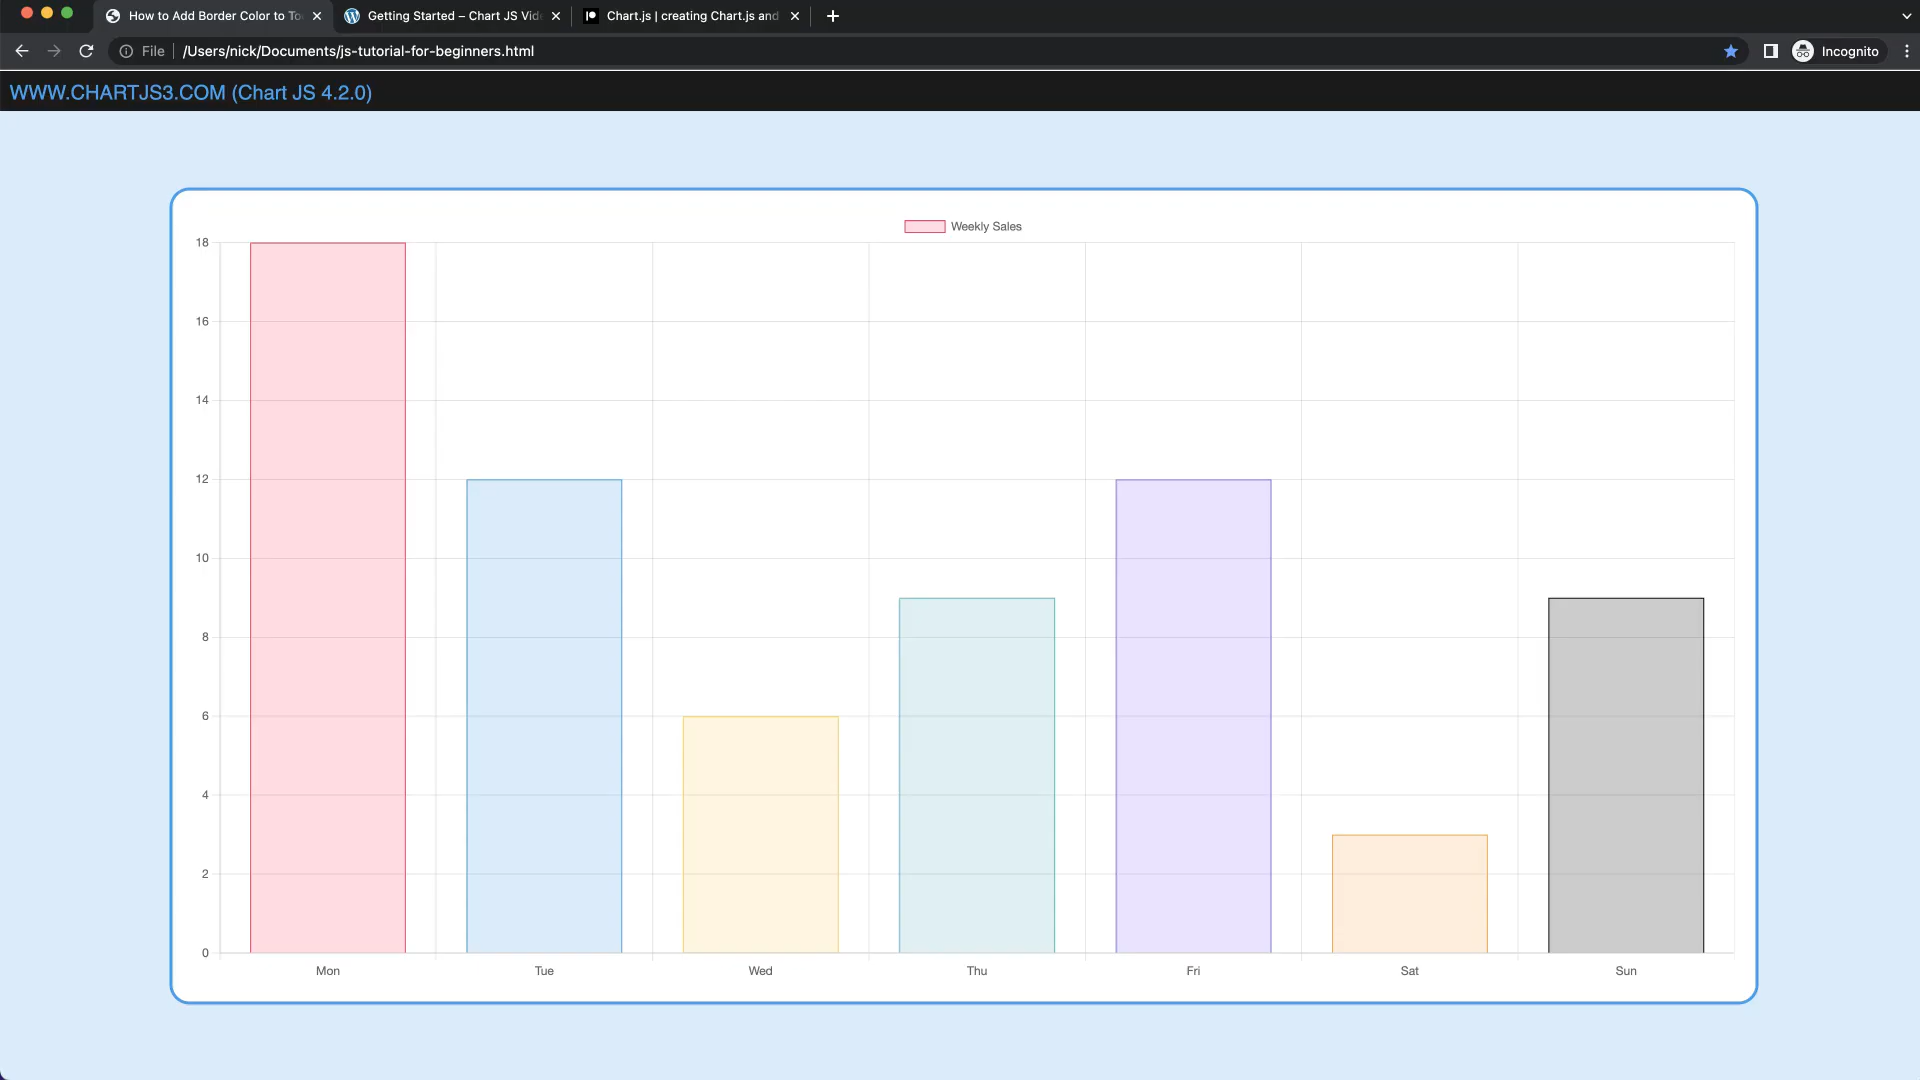 How to Add Border Color to To
Getting Started – Chart JS Vid
Chart.js | creating Chart.js and
File
/Users/nick/Documents/js-tutorial-for-beginners.html
Incognito
WWW.CHARTJS3.COM (Chart JS 4.2.0)
Weekly Sales
18
16
14
12
10
8
6
4
2
0
Mon Tue Wed Thu Fri Sat Sun